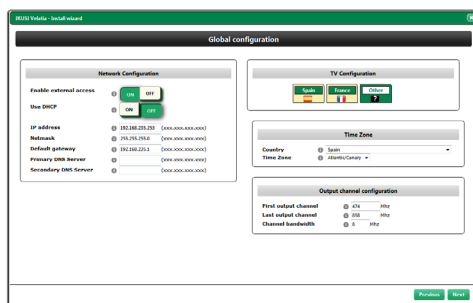 IKUSI Velatia - Install wizard
Global configuration
Network Configuration
Enable external access ON OFF
Use DHCP ON OFF
IP address 192.168.235.253 (xxx.xxx.xxx.xxx)
Netmask 255.255.255.0 (xxx.xxx.xxx.xxx)
Default gateway 192.168.235.1 (xxx.xxx.xxx.xxx)
Primary DNS Server (xxx.xxx.xxx.xxx)
Secondary DNS Server (xxx.xxx.xxx.xxx)
TV Configuration
Spain France Other
?
Time Zone
Country Spain
Time Zone Atlantic/Canary
Output channel configuration
First output channel 474 Mhz
Last output channel 858 Mhz
Channel bandwidth 8 Mhz
Previous Next